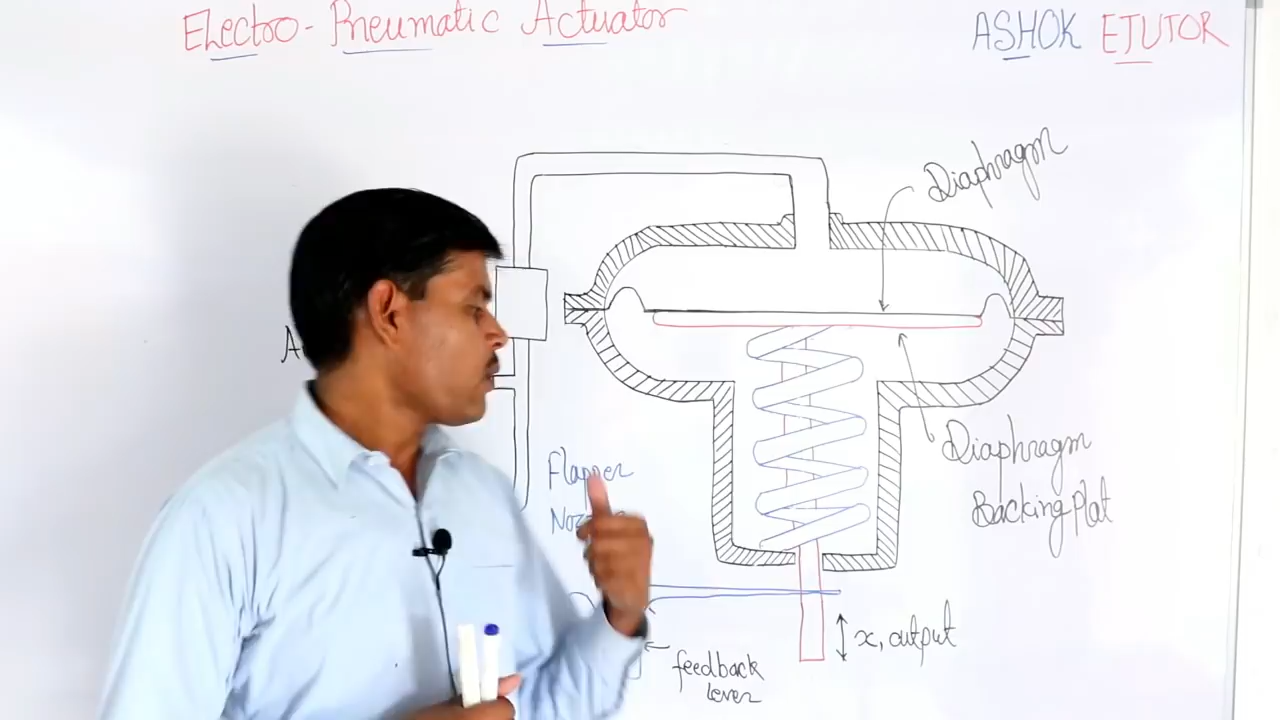 Electro-Pneumatic Actuator
ASHOK EJUTOR
Diaphragm
Flapper
Diaphragm
Backing Plat
x, output
feedback
lever